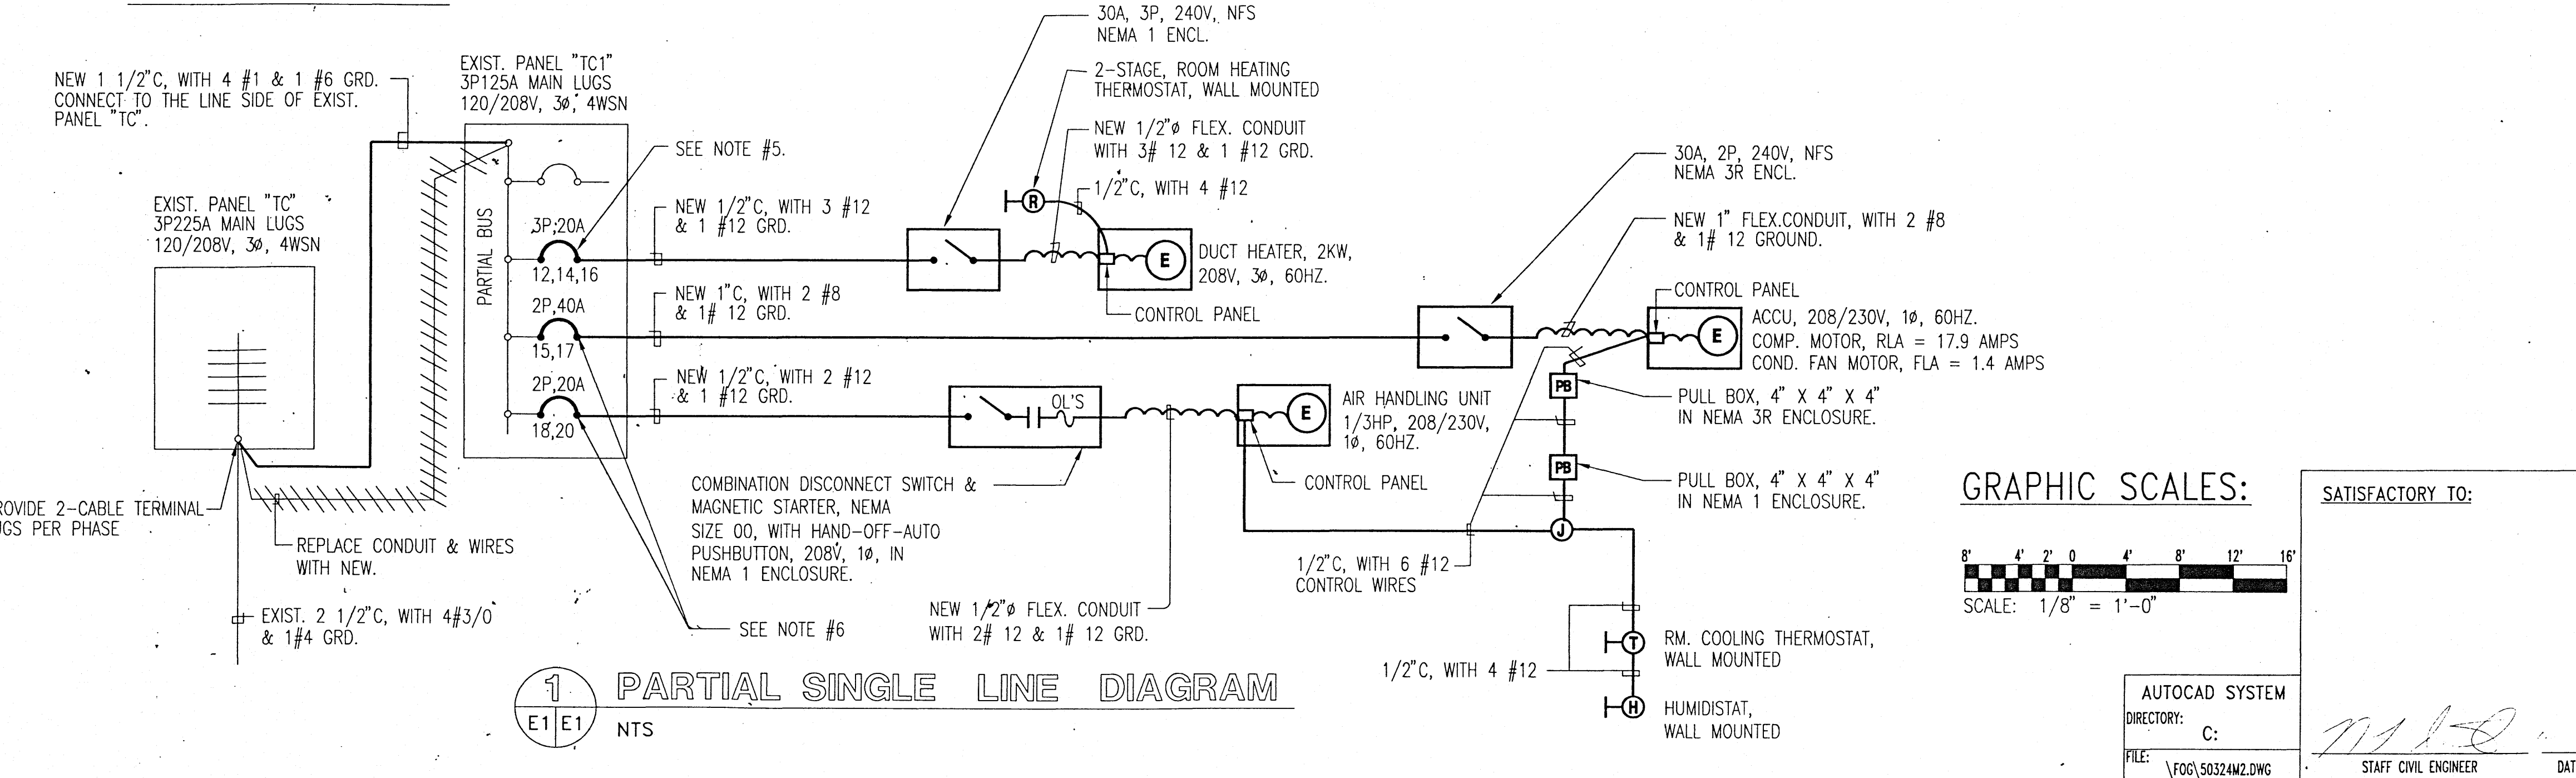 NEW 1 1/2"C, WITH 4 #1 & 1 #6 GRD.
CONNECT TO THE LINE SIDE OF EXIST.
PANEL "TC".
EXIST. PANEL "TC1"
3P125A MAIN LUGS
120/208V, 3ø, 4WSN
EXIST. PANEL "TC"
3P225A MAIN LUGS
120/208V, 3ø, 4WSN
PARTIAL BUS
SEE NOTE #5.
3P,20A
12,14,16
2P,40A
15,17
2P,20A
18,20
NEW 1/2"C, WITH 3 #12
& 1 #12 GRD.
NEW 1"C, WITH 2 #8
& 1# 12 GRD.
NEW 1/2"C, WITH 2 #12
& 1 #12 GRD.
30A, 3P, 240V, NFS
NEMA 1 ENCL.
2-STAGE, ROOM HEATING
THERMOSTAT, WALL MOUNTED
NEW 1/2"ø FLEX. CONDUIT
WITH 3# 12 & 1 #12 GRD.
1/2"C, WITH 4 #12
R
E
DUCT HEATER, 2KW,
208V, 3ø, 60HZ.
CONTROL PANEL
30A, 2P, 240V, NFS
NEMA 3R ENCL.
NEW 1" FLEX.CONDUIT, WITH 2 #8
& 1# 12 GROUND.
CONTROL PANEL
E
ACCU, 208/230V, 1ø, 60HZ.
COMP. MOTOR, RLA = 17.9 AMPS
COND. FAN MOTOR, FLA = 1.4 AMPS
OL'S
E
AIR HANDLING UNIT
1/3HP, 208/230V,
1ø, 60HZ.
CONTROL PANEL
PB
PULL BOX, 4" X 4" X 4"
IN NEMA 3R ENCLOSURE.
PB
PULL BOX, 4" X 4" X 4"
IN NEMA 1 ENCLOSURE.
J
COMBINATION DISCONNECT SWITCH &
MAGNETIC STARTER, NEMA
SIZE 00, WITH HAND-OFF-AUTO
PUSHBUTTON, 208V, 1ø, IN
NEMA 1 ENCLOSURE.
1/2"C, WITH 6 #12
CONTROL WIRES
NEW 1/2"ø FLEX. CONDUIT
WITH 2# 12 & 1# 12 GRD.
SEE NOTE #6
ROVIDE 2-CABLE TERMINAL
UGS PER PHASE
REPLACE CONDUIT & WIRES
WITH NEW.
EXIST. 2 1/2"C, WITH 4#3/0
& 1#4 GRD.
1/2"C, WITH 4 #12
T
RM. COOLING THERMOSTAT,
WALL MOUNTED
H
HUMIDISTAT,
WALL MOUNTED
1
E1 E1
PARTIAL SINGLE LINE DIAGRAM
NTS
GRAPHIC SCALES:
8' 4' 2' 0 4' 8' 12' 16'
SCALE: 1/8" = 1'-0"
SATISFACTORY TO:
AUTOCAD SYSTEM
DIRECTORY:
C:
FILE:
\FOG\50324M2.DWG
STAFF CIVIL ENGINEER
DAT